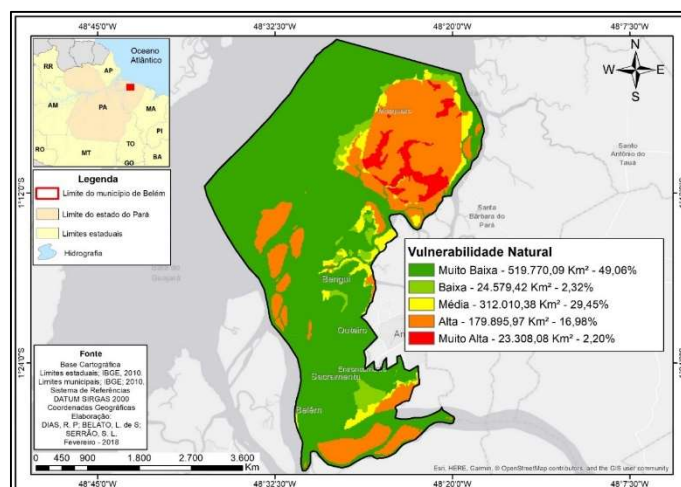 48°45'0"W
48°32'30"W
48°20'0"W
48°7'30"W
Oceano
Atlântico
RR
AP
AM
PA
MA
PI
TO
RO
MT
GO
BA
N
W
E
S
Legenda
Limite do município de Belém
Limite do estado do Pará
Limites estaduais
Hidrografia
1°12'0"S
1°24'0"S
Santo
Antônio do
Tauá
Santa
Bárbara do
Pará
Bengui
Outeiro
Sacramenta
Belém
Vulnerabilidade Natural
Muito Baixa - 519.770,09 Km² - 49,06%
Baixa - 24.579,42 Km² - 2,32%
Média - 312.010,38 Km² - 29,45%
Alta - 179.895,97 Km² - 16,98%
Muito Alta - 23.308,08 Km² - 2,20%
Fonte
Base Cartográfica
Limites estaduais; IBGE, 2010.
Limites municipais; IBGE; 2010.
Sistema de Referências
DATUM SIRGAS 2000
Coordenadas Geográficas
Elaboração:
DIAS, R. P; BELATO, L. de S;
SERRÃO, S. L.
Fevereiro - 2018
0 450 900 1.800 2.700 3.600
Km
Esri, HERE, Garmin, © OpenStreetMap contributors, and the GIS user community
48°45'0"W
48°32'30"W
48°20'0"W
48°7'30"W